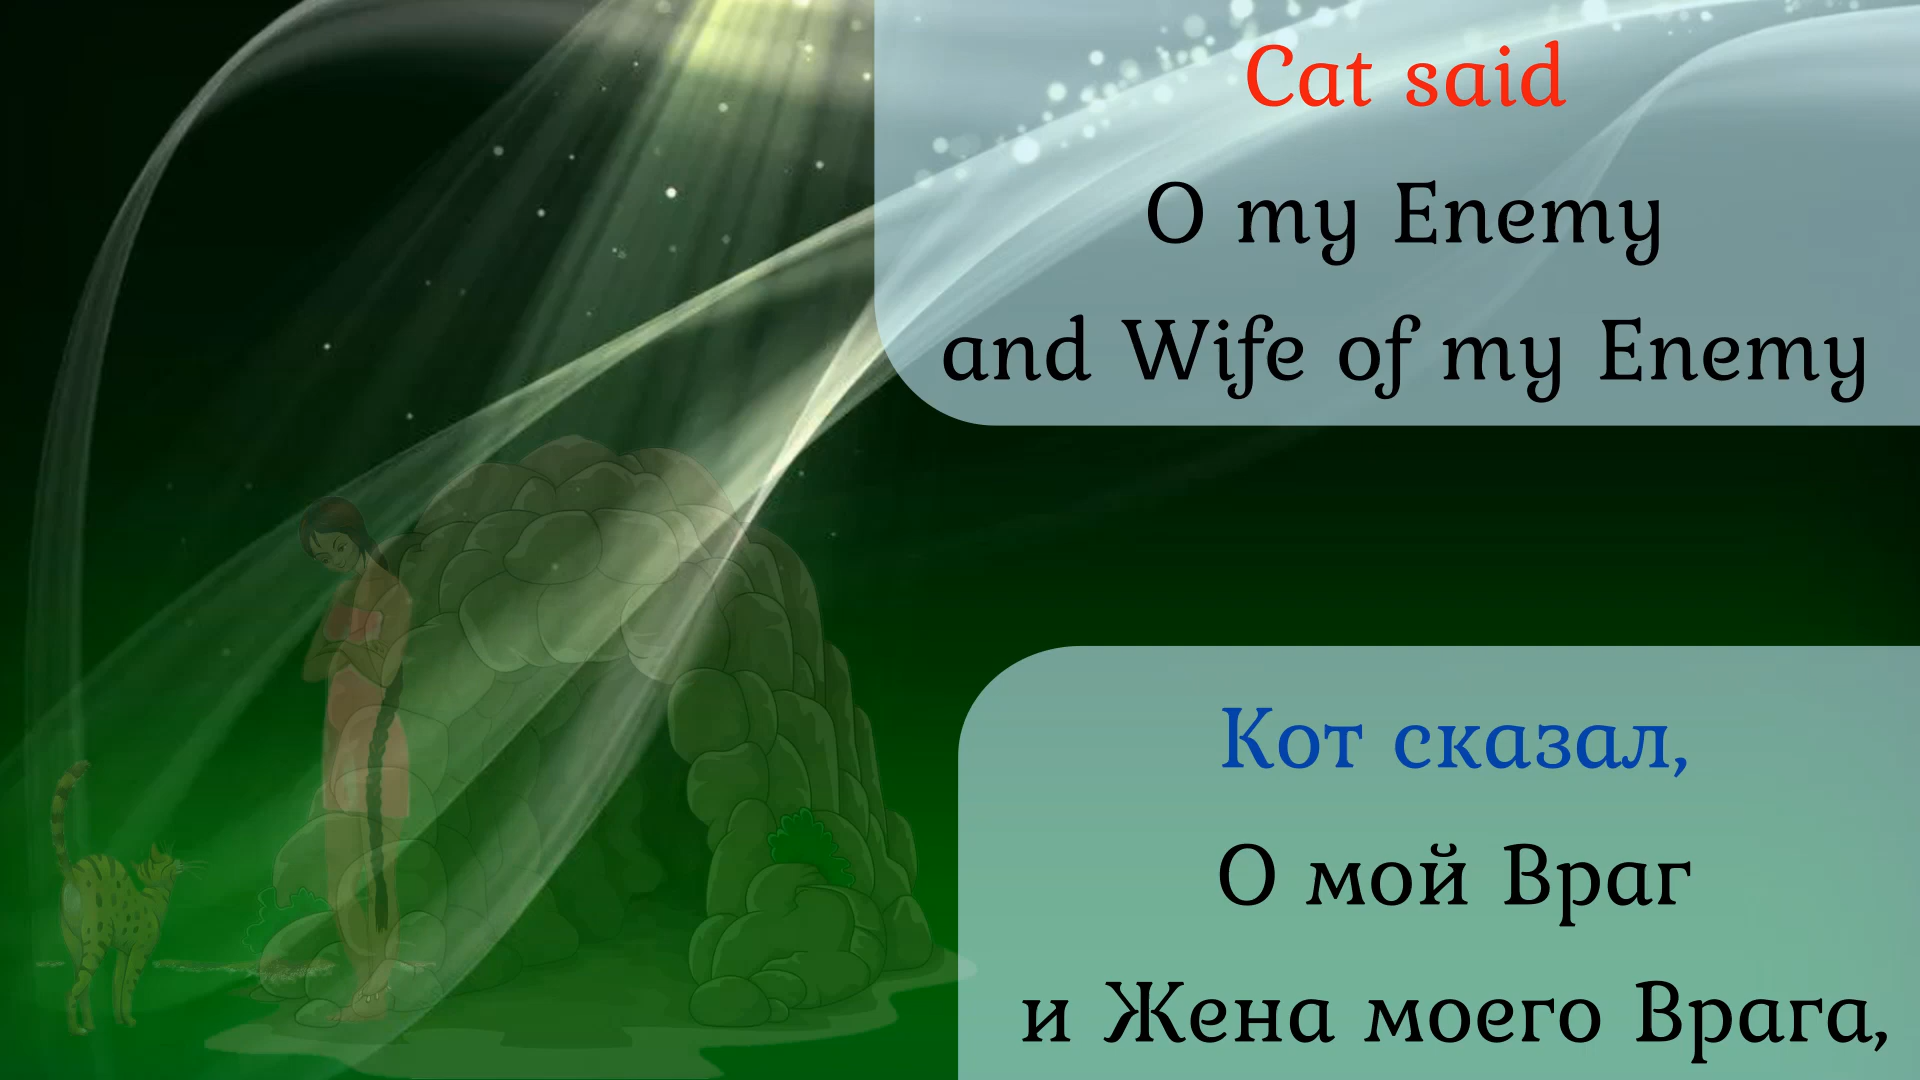 Cat said
O my Enemy
and Wife of my Enemy
Кот сказал,
О мой Враг
и Жена моего Врага,